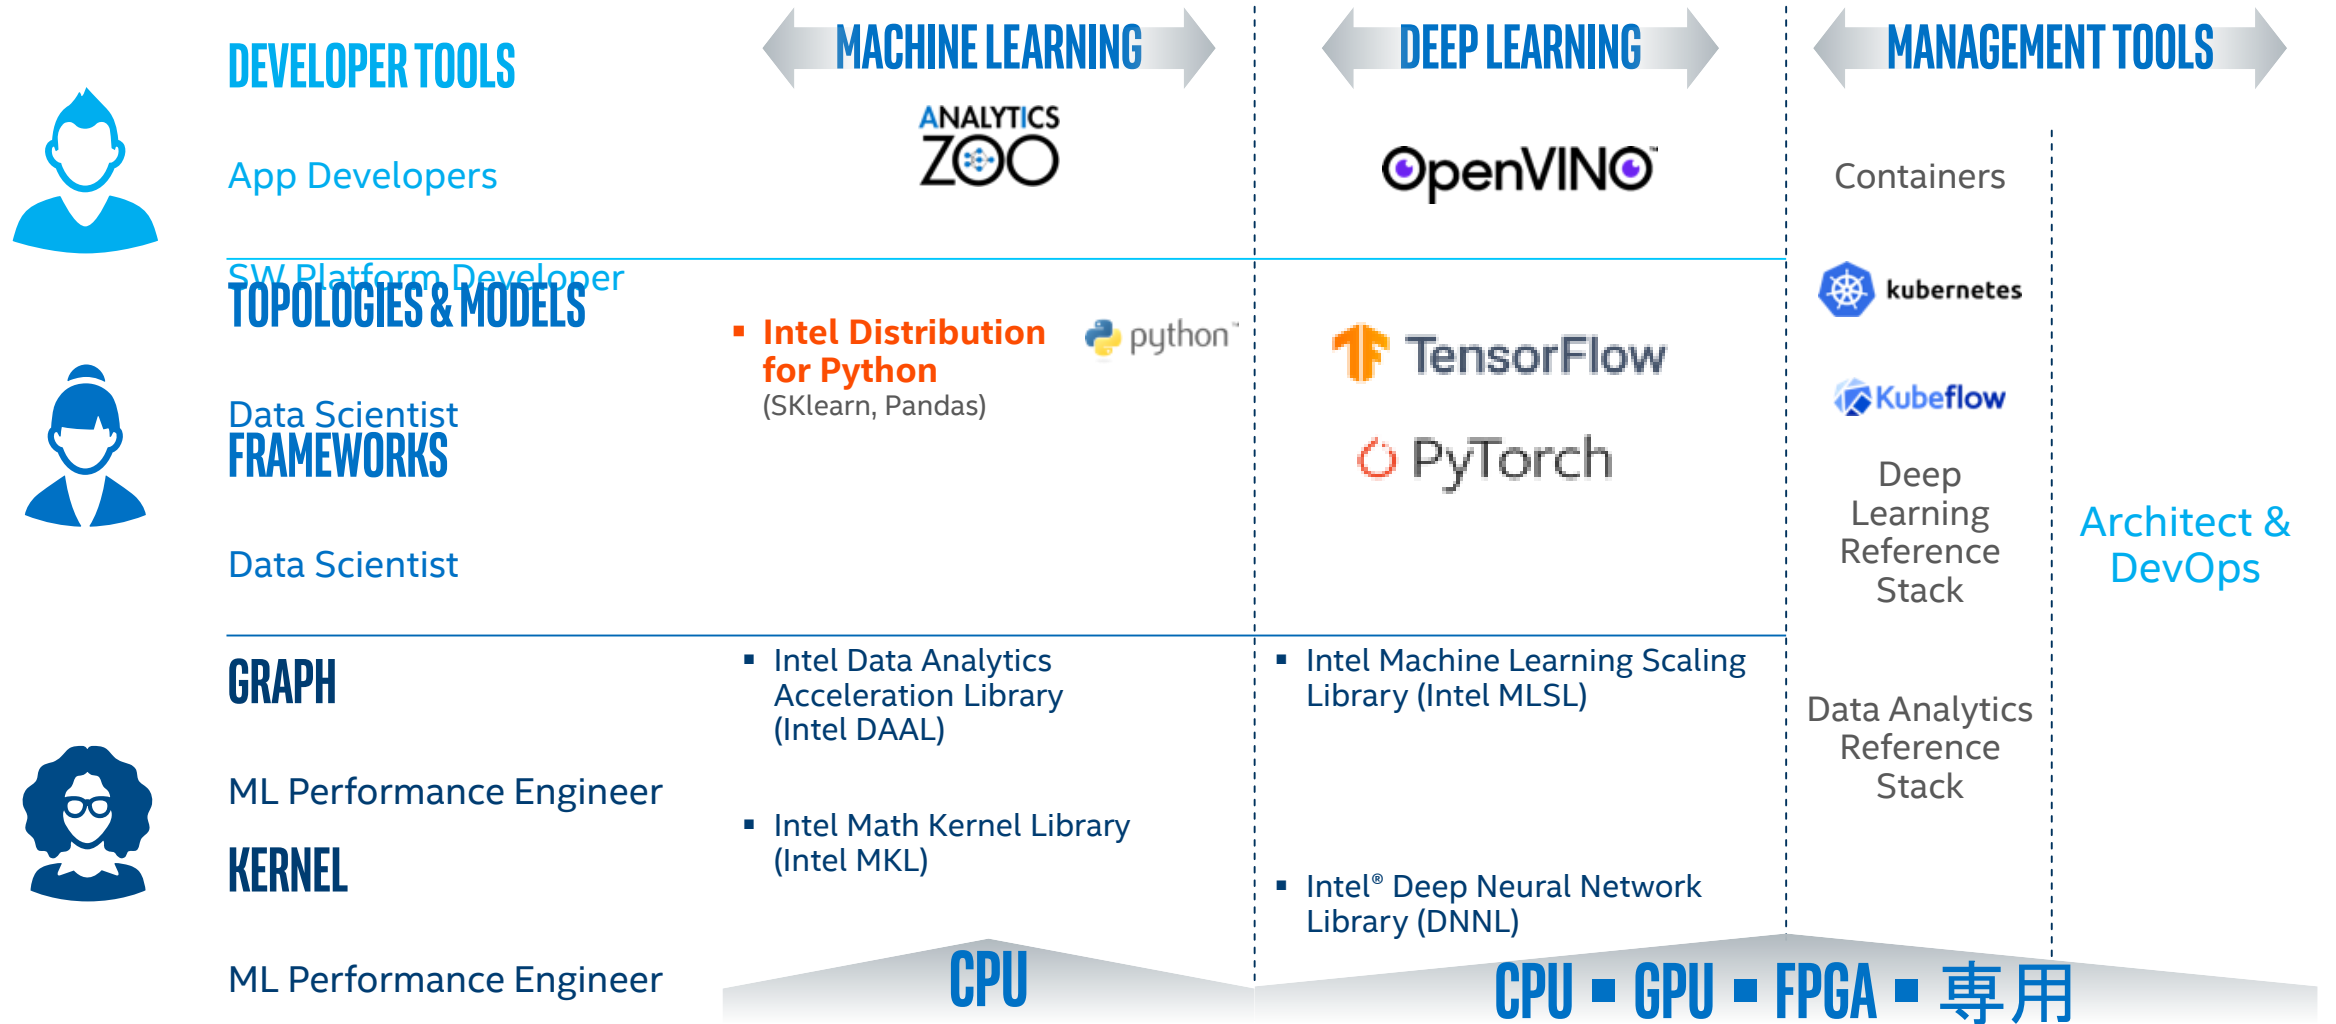 DEVELOPER TOOLS
App Developers
SW Platform Developer
TOPOLOGIES & MODELS
Data Scientist
FRAMEWORKS
Data Scientist
GRAPH
ML Performance Engineer
KERNEL
ML Performance Engineer
MACHINE LEARNING
ANALYTICS
ZOO
▪ Intel Distribution
for Python
(SKlearn, Pandas)
python™
▪ Intel Data Analytics
Acceleration Library
(Intel DAAL)
▪ Intel Math Kernel Library
(Intel MKL)
CPU
DEEP LEARNING
OpenVINO™
TensorFlow
PyTorch
▪ Intel Machine Learning Scaling
Library (Intel MLSL)
▪ Intel® Deep Neural Network
Library (DNNL)
MANAGEMENT TOOLS
Containers
kubernetes
Kubeflow
Deep
Learning
Reference
Stack
Data Analytics
Reference
Stack
Architect &
DevOps
CPU ▪ GPU ▪ FPGA ▪ 専用